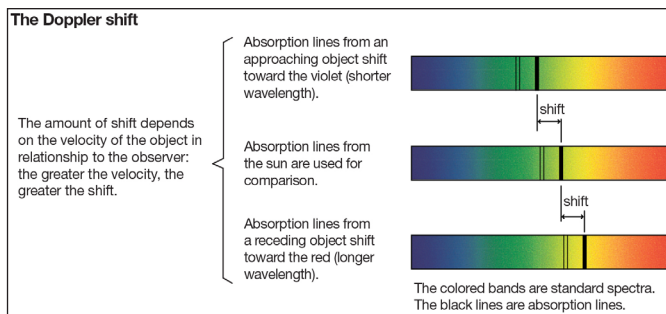 The Doppler shift
The amount of shift depends
on the velocity of the object in
relationship to the observer:
the greater the velocity, the
greater the shift.
Absorption lines from an
approaching object shift
toward the violet (shorter
wavelength).
shift
Absorption lines from
the sun are used for
comparison.
shift
Absorption lines from
a receding object shift
toward the red (longer
wavelength).
The colored bands are standard spectra.
The black lines are absorption lines.